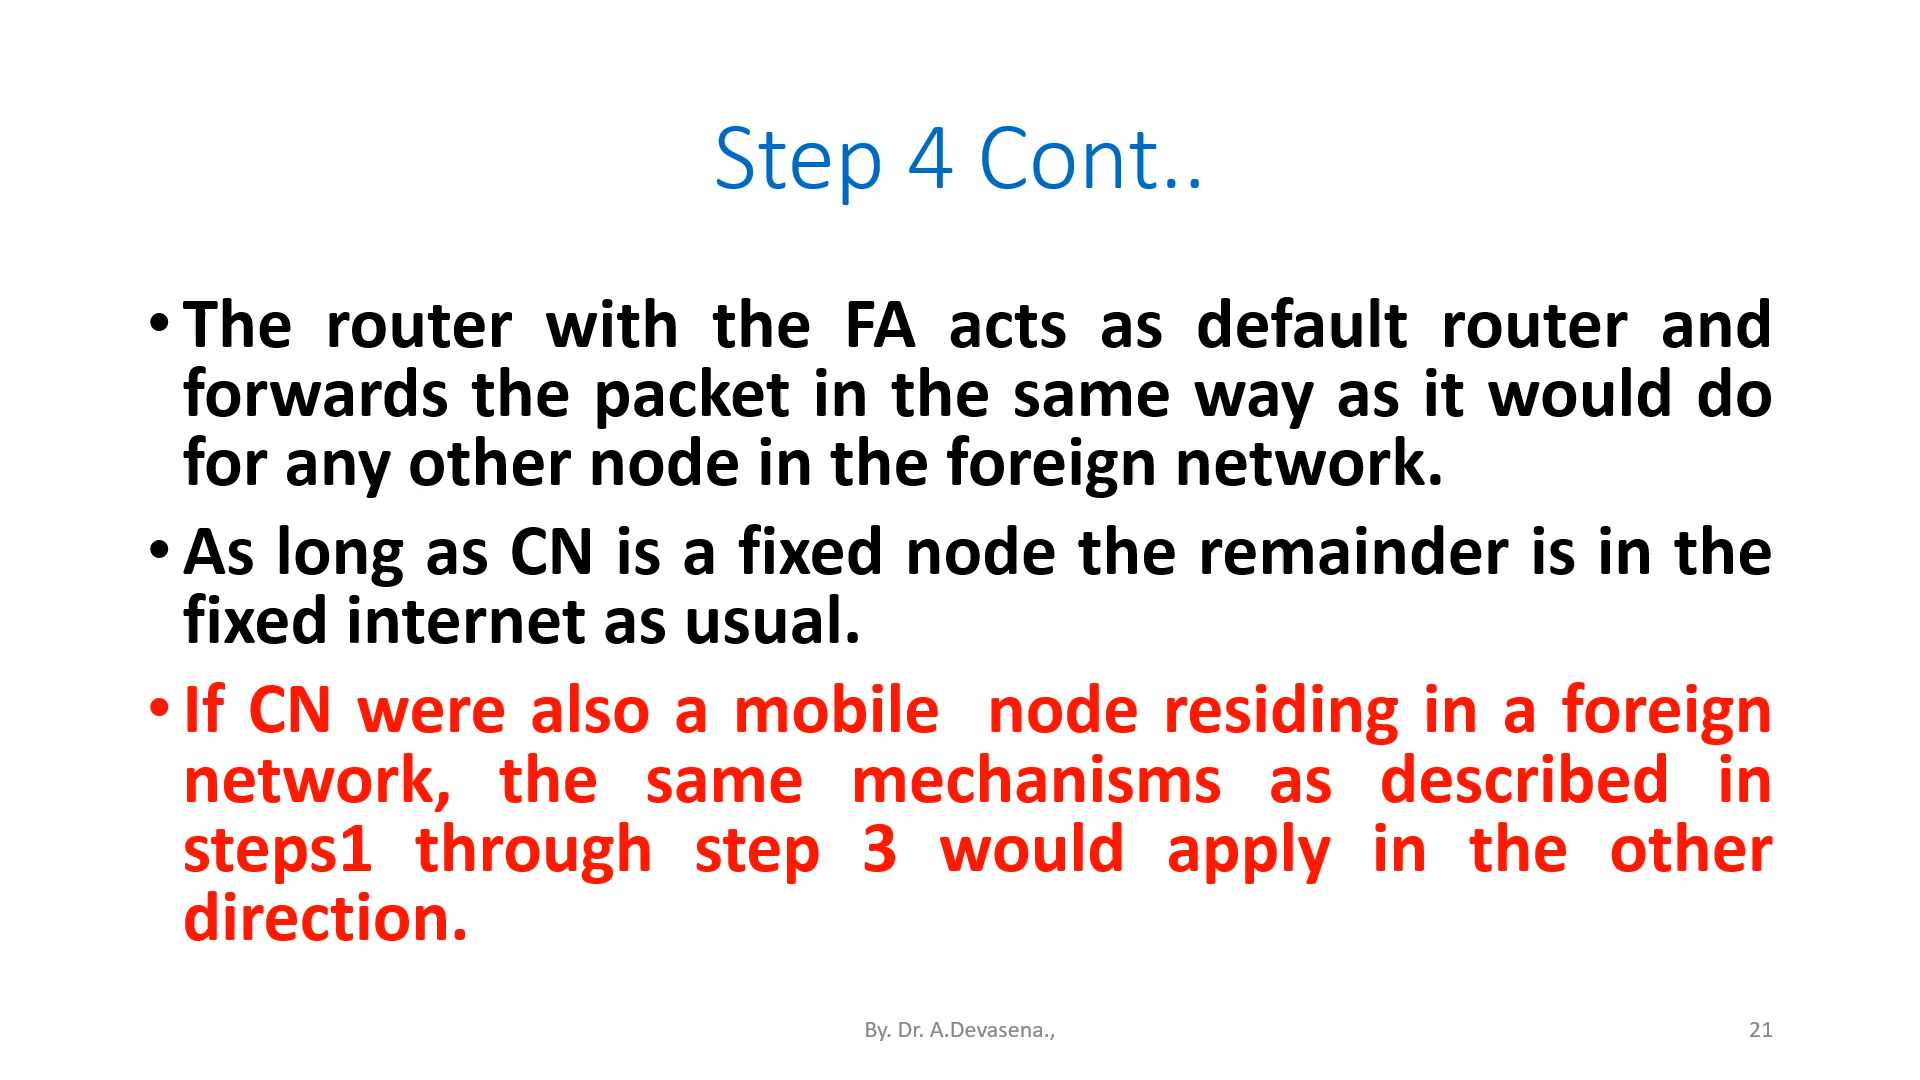 Step 4 Cont..
• The router with the FA acts as default router and
forwards the packet in the same way as it would do
for any other node in the foreign network.
• As long as CN is a fixed node the remainder is in the
fixed internet as usual.
• If CN were also a mobile  node residing in a foreign
network, the same mechanisms as described in
steps1 through step 3 would apply in the other
direction.
By. Dr. A.Devasena.,
21